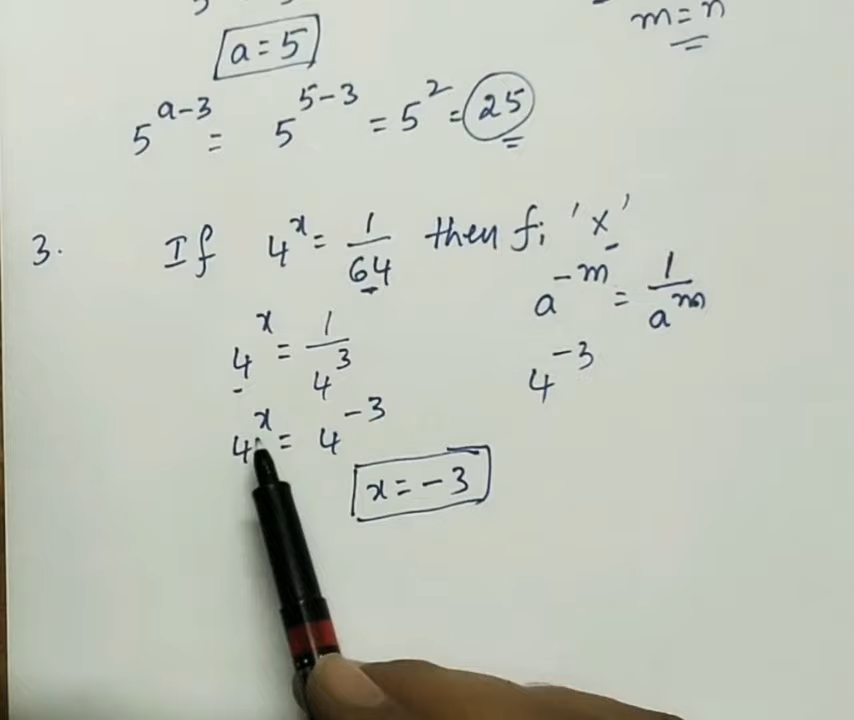 m = n
a = 5
5^{a-3} = 5^{5-3} = 5^2 = 25
3. If 4^x = 1/64 then fi 'x'
a^{-m} = 1/a^m
4^x = 1/4^3
4^{-3}
4^x = 4^{-3}
x = -3